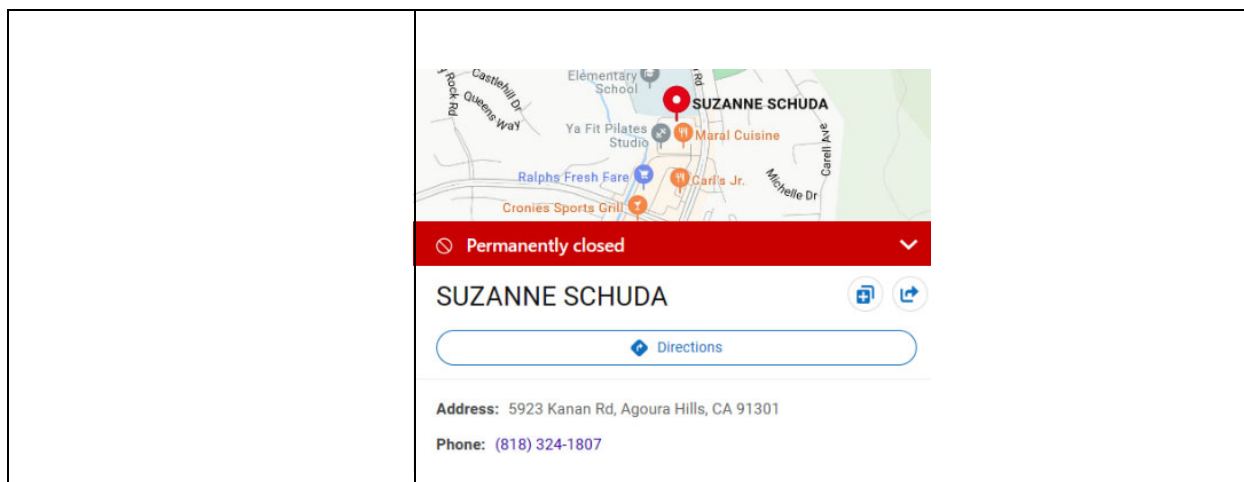 Elementary
School
Rd
SUZANNE SCHUDA
Castlehill Dr
Rock Rd
Queens Way
Ya Fit Pilates
Studio
Maral Cuisine
Carell Ave
Ralphs Fresh Fare
Carl's Jr.
Michelle Dr
Cronies Sports Grill
Permanently closed
SUZANNE SCHUDA
Directions
Address: 5923 Kanan Rd, Agoura Hills, CA 91301
Phone: (818) 324-1807